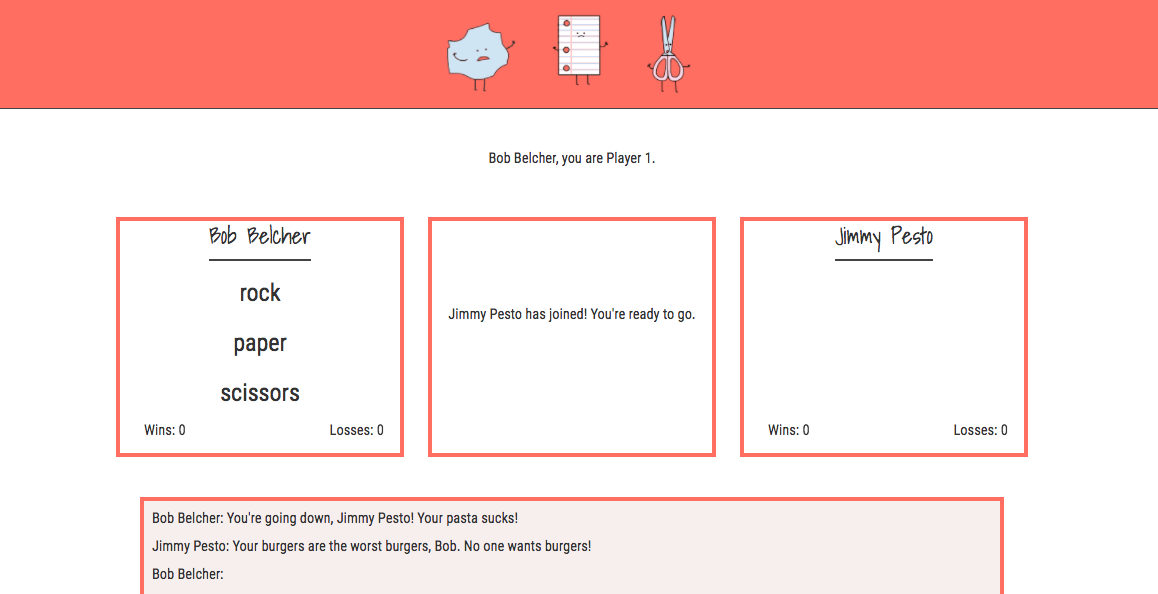 Bob Belcher, you are Player 1.
Bob Belcher
rock
paper
scissors
Wins: 0
Losses: 0
Jimmy Pesto has joined! You're ready to go.
Jimmy Pesto
Wins: 0
Losses: 0
Bob Belcher: You're going down, Jimmy Pesto! Your pasta sucks!
Jimmy Pesto: Your burgers are the worst burgers, Bob. No one wants burgers!
Bob Belcher: